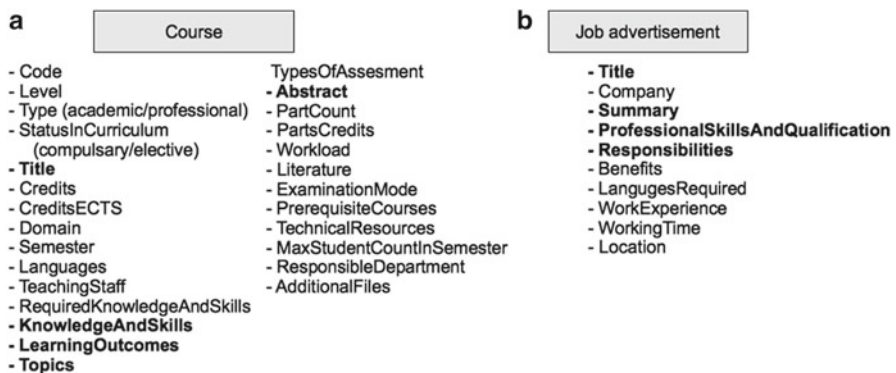 a
Course
- Code
- Level
- Type (academic/professional)
- StatusInCurriculum
(compulsary/elective)
- Title
- Credits
- CreditsECTS
- Domain
- Semester
- Languages
- TeachingStaff
- RequiredKnowledgeAndSkills
- KnowledgeAndSkills
- LearningOutcomes
- Topics
TypesOfAssesment
- Abstract
- PartCount
- PartsCredits
- Workload
- Literature
- ExaminationMode
- PrerequisiteCourses
- TechnicalResources
- MaxStudentCountInSemester
- ResponsibleDepartment
- AdditionalFiles
b
Job advertisement
- Title
- Company
- Summary
- ProfessionalSkillsAndQualification
- Responsibilities
- Benefits
- LangugesRequired
- WorkExperience
- WorkingTime
- Location